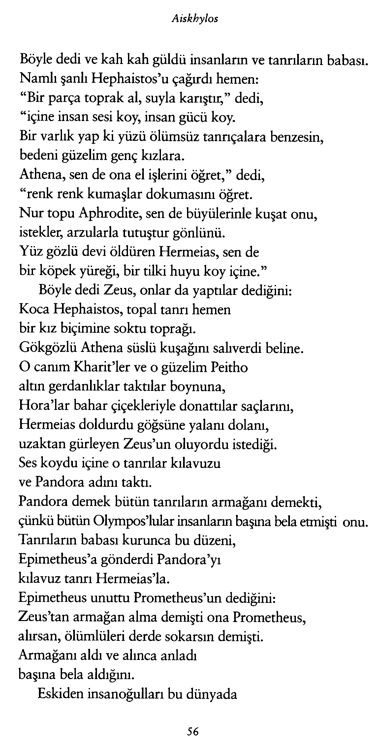 Aiskhylos
Böyle dedi ve kah kah güldü insanların ve tanrıların babası.
Namlı şanlı Hephaistos'u çağırdı hemen:
“Bir parça toprak al, suyla karıştır,” dedi,
“içine insan sesi koy, insan gücü koy.
Bir varlık yap ki yüzü ölümsüz tanrıçalara benzesin,
bedeni güzelim genç kızlara.
Athena, sen de ona el işlerini öğret,” dedi,
“renk renk kumaşlar dokumasını öğret.
Nur topu Aphrodite, sen de büyülerinle kuşat onu,
istekler, arzularla tutuştur gönlünü.
Yüz gözlü devi öldüren Hermeias, sen de
bir köpek yüreği, bir tilki huyu koy içine.”
Böyle dedi Zeus, onlar da yaptılar dediğini:
Koca Hephaistos, topal tanrı hemen
bir kız biçimine soktu toprağı.
Gökgözlü Athena süslü kuşağını salıverdi beline.
O canım Kharit'ler ve o güzelim Peitho
altın gerdanlıklar taktılar boynuna,
Hora'lar bahar çiçekleriyle donattılar saçlarını,
Hermeias doldurdu göğsüne yalanı dolanı,
uzaktan gürleyen Zeus'un oluyordu istediği.
Ses koydu içine o tanrılar kılavuzu
ve Pandora adını taktı.
Pandora demek bütün tanrıların armağanı demekti,
çünkü bütün Olympos'lular insanların başına bela etmişti onu.
Tanrıların babası kurunca bu düzeni,
Epimetheus'a gönderdi Pandora'yı
kılavuz tanrı Hermeias'la.
Epimetheus unuttu Prometheus'un dediğini:
Zeus'tan armağan alma demişti ona Prometheus,
alırsan, ölümlüleri derde sokarsın demişti.
Armağanı aldı ve alınca anladı
başına bela aldığını.
Eskiden insanoğulları bu dünyada
56